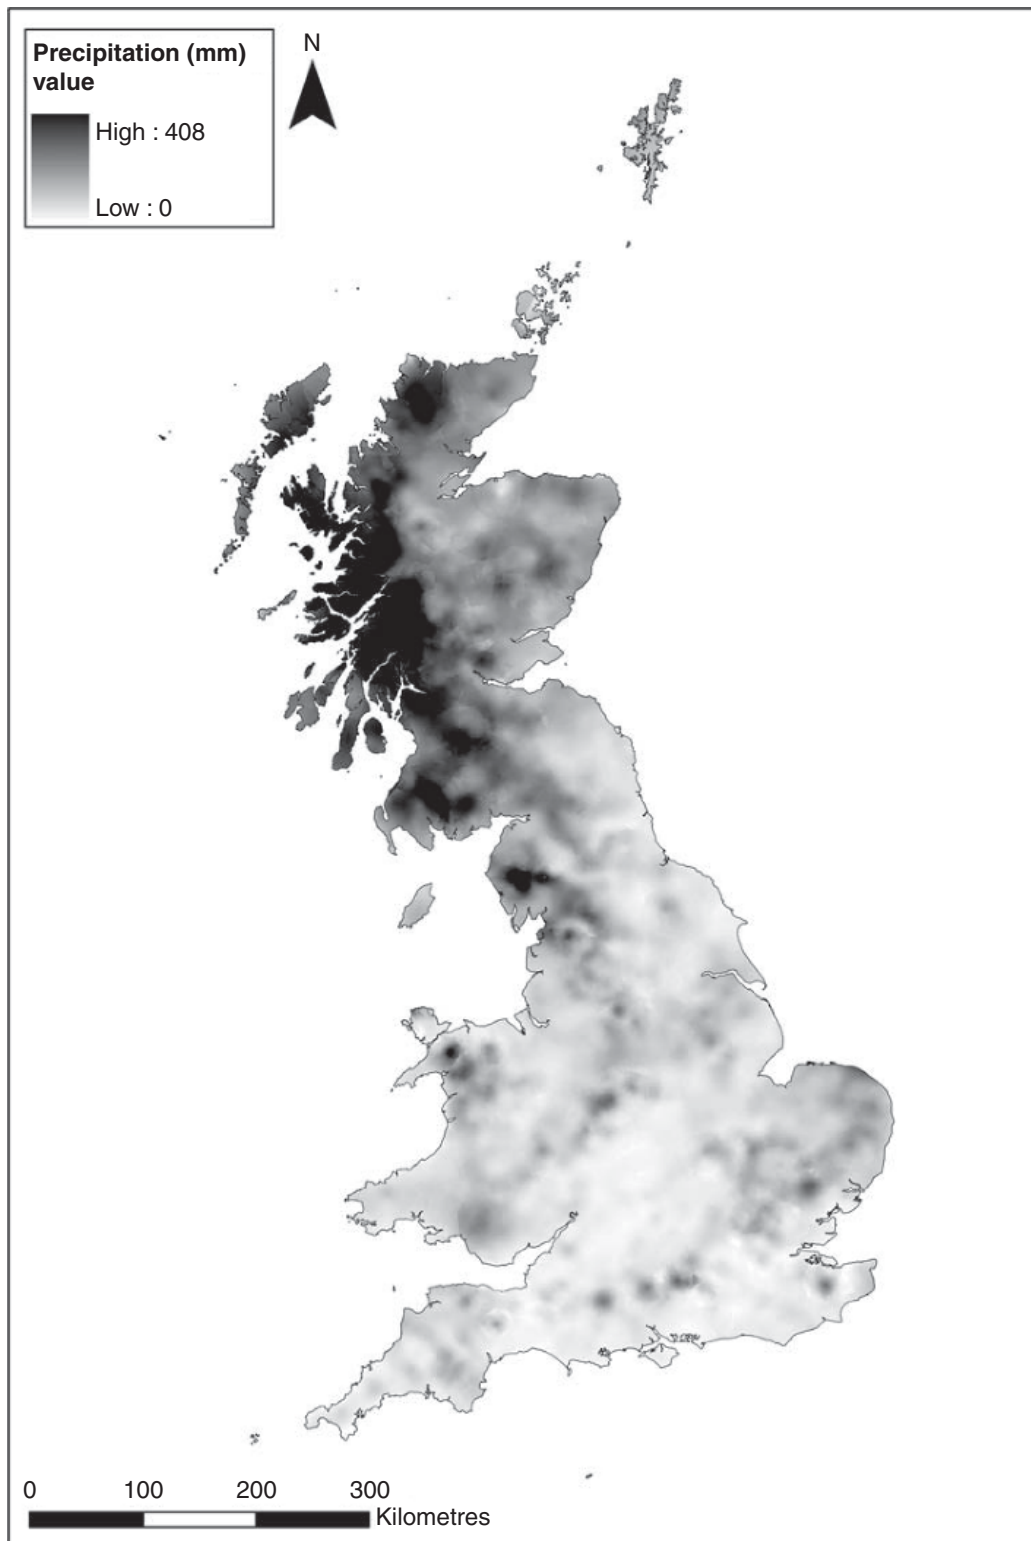 Precipitation (mm)
value
High : 408
Low : 0
N
0 100 200 300
Kilometres